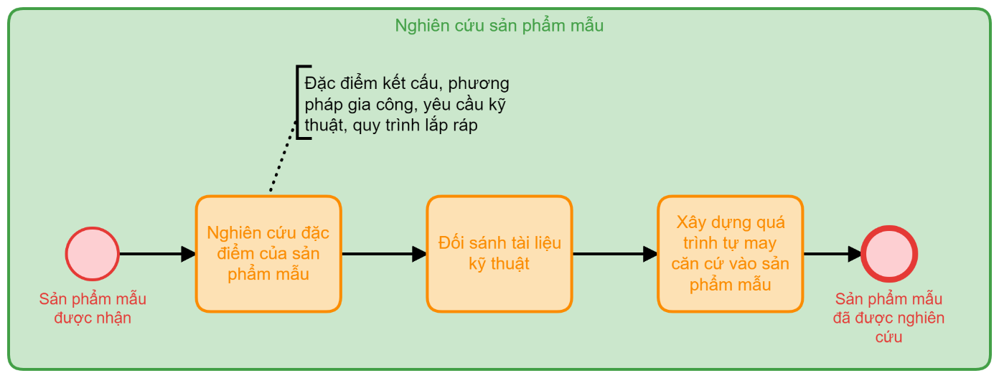 Nghiên cứu sản phẩm mẫu
Đặc điểm kết cấu, phương
pháp gia công, yêu cầu kỹ
thuật, quy trình lắp ráp
Sản phẩm mẫu
được nhận
Nghiên cứu đặc
điểm của sản
phẩm mẫu
Đối sánh tài liệu
kỹ thuật
Xây dựng quá
trình tự may
căn cứ vào sản
phẩm mẫu
Sản phẩm mẫu
đã được nghiên
cứu